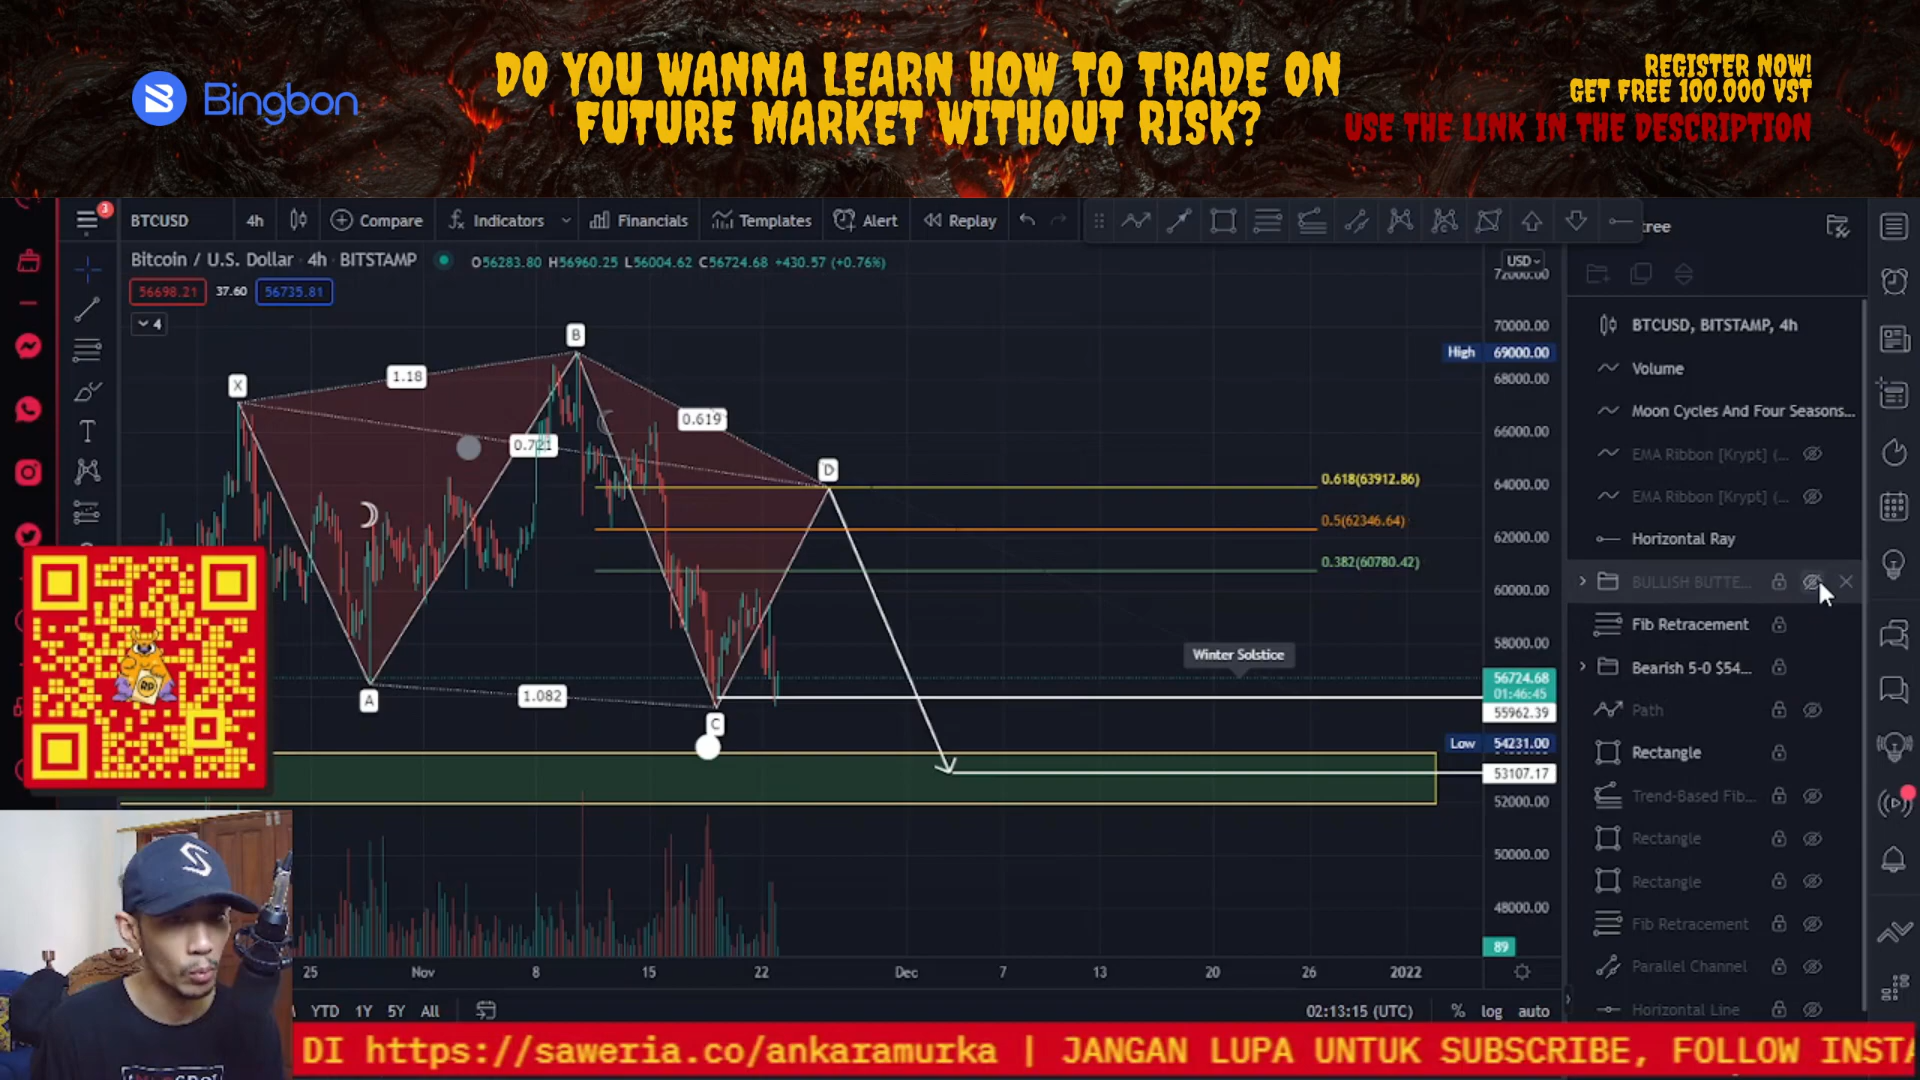 Bingbon
DO YOU WANNA LEARN HOW TO TRADE ON
FUTURE MARKET WITHOUT RISK?
REGISTER NOW!
GET FREE 100.000 VST
USE THE LINK IN THE DESCRIPTION
3
BTCUSD 4h Compare Indicators Financials Templates Alert Replay
tree
Bitcoin / U.S. Dollar · 4h · BITSTAMP O56283.80 H56960.25 L56004.62 C56724.68 +430.57 (+0.76%)
USD
56698.21 37.60 56735.81
4
72000.00
70000.00
High 69000.00
68000.00
66000.00
64000.00
62000.00
60000.00
58000.00
56724.68
01:46:45
55962.39
Low 54231.00
53107.17
52000.00
50000.00
48000.00
89
X
1.18
B
0.619
0.721
D
0.618(63912.86)
0.5(62346.64)
0.382(60780.42)
Winter Solstice
A
1.082
C
RP
BTCUSD, BITSTAMP, 4h
Volume
Moon Cycles And Four Seasons...
EMA Ribbon [Krypt] (...
EMA Ribbon [Krypt] (...
Horizontal Ray
BULLISH BUTTE...
Fib Retracement
Bearish 5-0 $54...
Path
Rectangle
Trend-Based Fib...
Rectangle
Rectangle
Fib Retracement
Parallel Channel
Horizontal Line
25 Nov 8 15 22 Dec 7 13 20 26 2022
YTD 1Y 5Y All
02:13:15 (UTC) % log auto
DI https://saweria.co/ankaramurka | JANGAN LUPA UNTUK SUBSCRIBE, FOLLOW INSTA